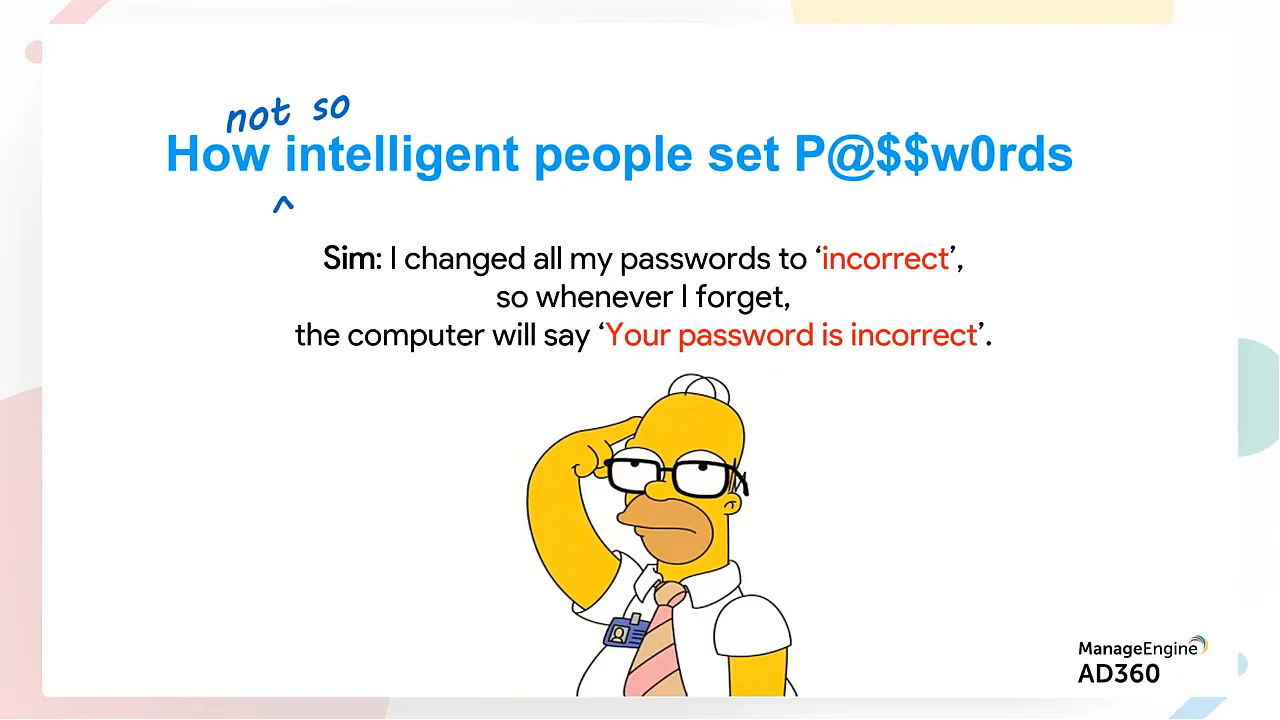 not so
How intelligent people set P@$$w0rds
^
Sim: I changed all my passwords to ‘incorrect’,
so whenever I forget,
the computer will say ‘Your password is incorrect’.
ManageEngine
AD360